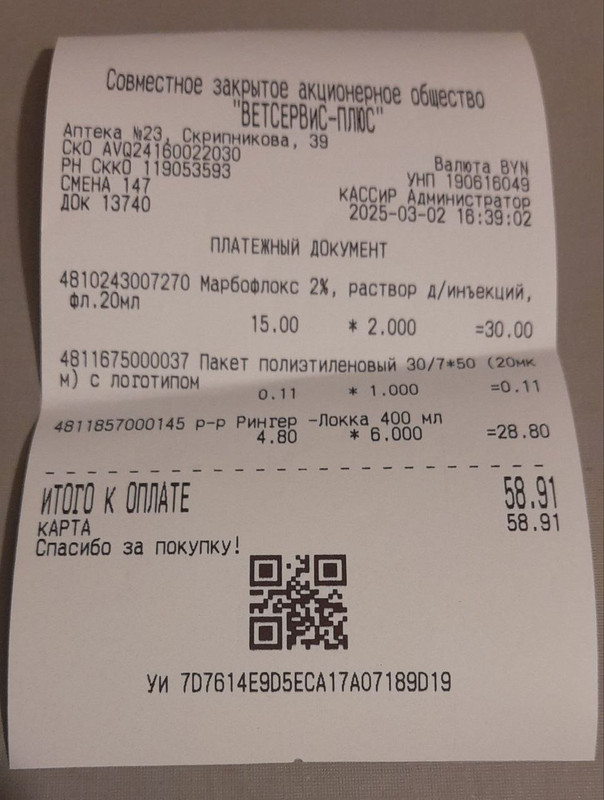 Совместное закрытое акционерное общество
"ВЕТСЕРВИС-ПЛЮС"
Аптека №23, Скрипникова, 39
СКО AVQ24160022030
Валюта BYN
РН СККО 119053593
УНП 190616049
СМЕНА 147
КАССИР Администратор
ДОК 13740
2025-03-02 16:39:02
ПЛАТЕЖНЫЙ ДОКУМЕНТ
4810243007270 Марбофлокс 2%, раствор д/инъекций,
фл.20мл
15.00 * 2.000 =30.00
4811675000037 Пакет полиэтиленовый 30/7*50 (20мк
м) с логотипом
0.11 * 1.000 =0.11
4811857000145 р-р Рингер -Локка 400 мл
4.80 * 6.000 =28.80
ИТОГО К ОПЛАТЕ 58.91
КАРТА 58.91
Спасибо за покупку!
УИ 7D7614E9D5ECA17A07189D19